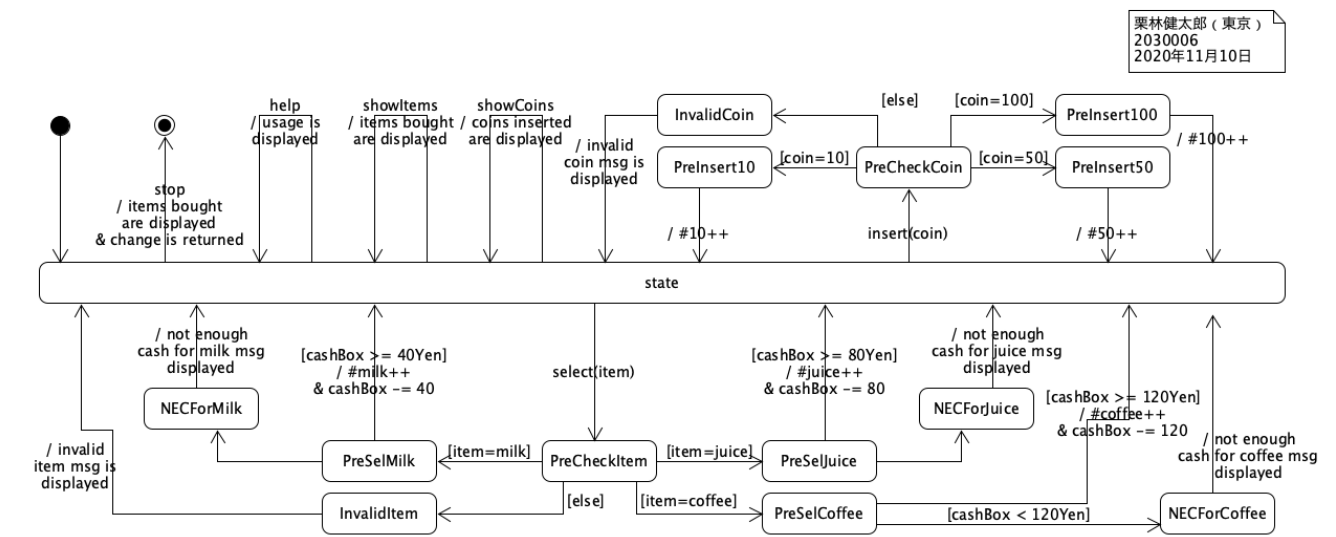 栗林健太郎（東京）
2030006
2020年11月10日
help
/ usage is
displayed
showItems
/ items bought
are displayed
showCoins
/ coins inserted
are displayed
InvalidCoin
[else]
[coin=100]
PreInsert100
/ #100++
/ invalid
coin msg is
displayed
PreInsert10
[coin=10]
PreCheckCoin
[coin=50]
PreInsert50
stop
/ items bought
are displayed
& change is returned
/ #10++
insert(coin)
/ #50++
state
/ not enough
cash for milk msg
displayed
[cashBox >= 40Yen]
/ #milk++
& cashBox -= 40
select(item)
[cashBox >= 80Yen]
/ #juice++
& cashBox -= 80
/ not enough
cash for juice msg
displayed
[cashBox >= 120Yen]
/ #coffee++
& cashBox -= 120
NECForMilk
NECForJuice
/ invalid
item msg is
displayed
PreSelMilk
[item=milk]
PreCheckItem
[item=juice]
PreSelJuice
/ not enough
cash for coffee msg
displayed
InvalidItem
[else]
[item=coffee]
PreSelCoffee
[cashBox < 120Yen]
NECForCoffee